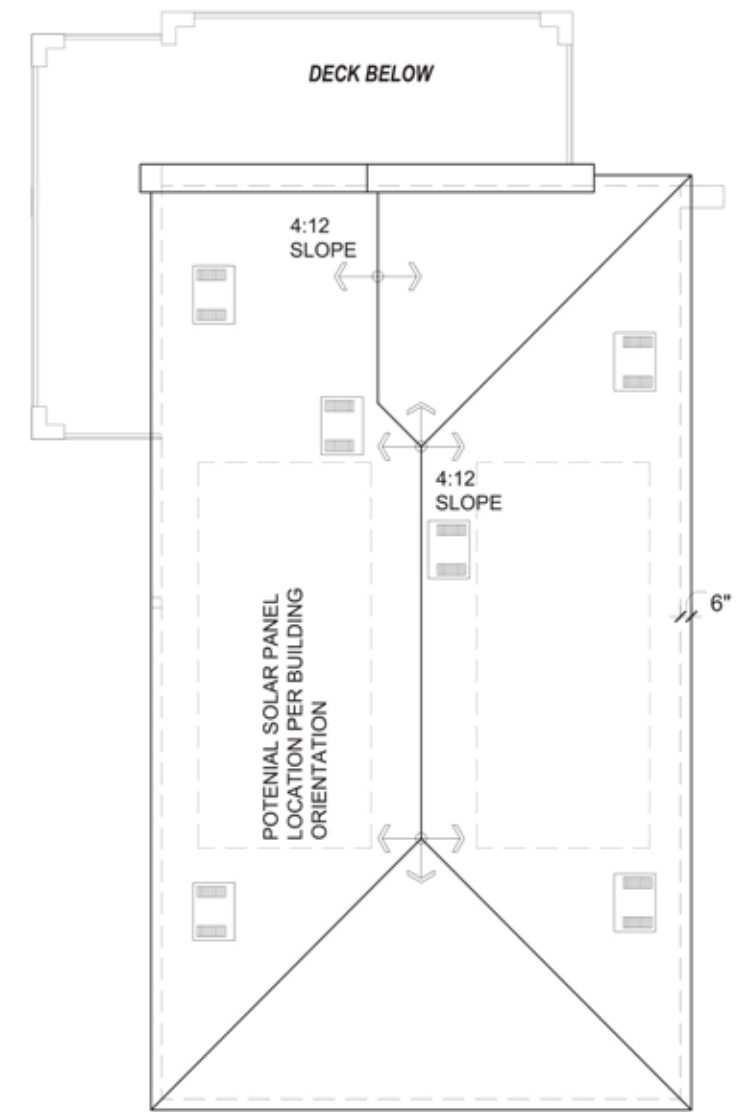 DECK BELOW
4:12
SLOPE
4:12
SLOPE
6"
POTENIAL SOLAR PANEL
LOCATION PER BUILDING
ORIENTATION